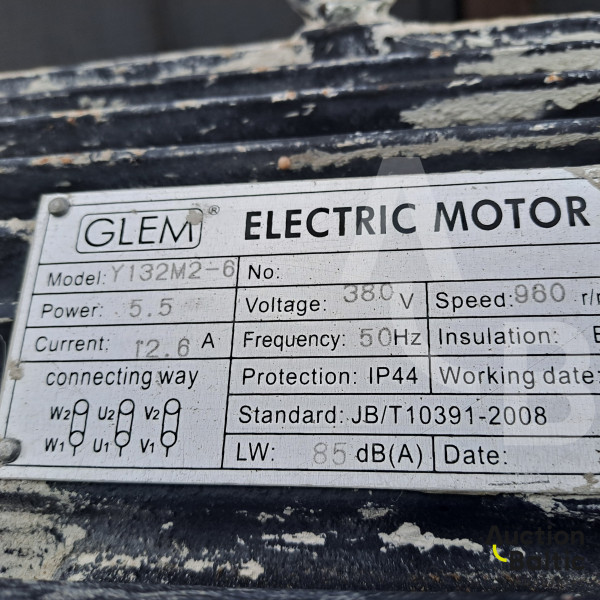 GLEM® ELECTRIC MOTOR
Model: Y132M2-6 No:
Power: 5.5 Voltage: 380 V Speed: 960 r/
Current: 12.6 A Frequency: 50Hz Insulation:
connecting way Protection: IP44 Working date:
W2 U2 V2 Standard: JB/T10391-2008
W1 U1 V1 LW: 85 dB(A) Date:
AB
Auction